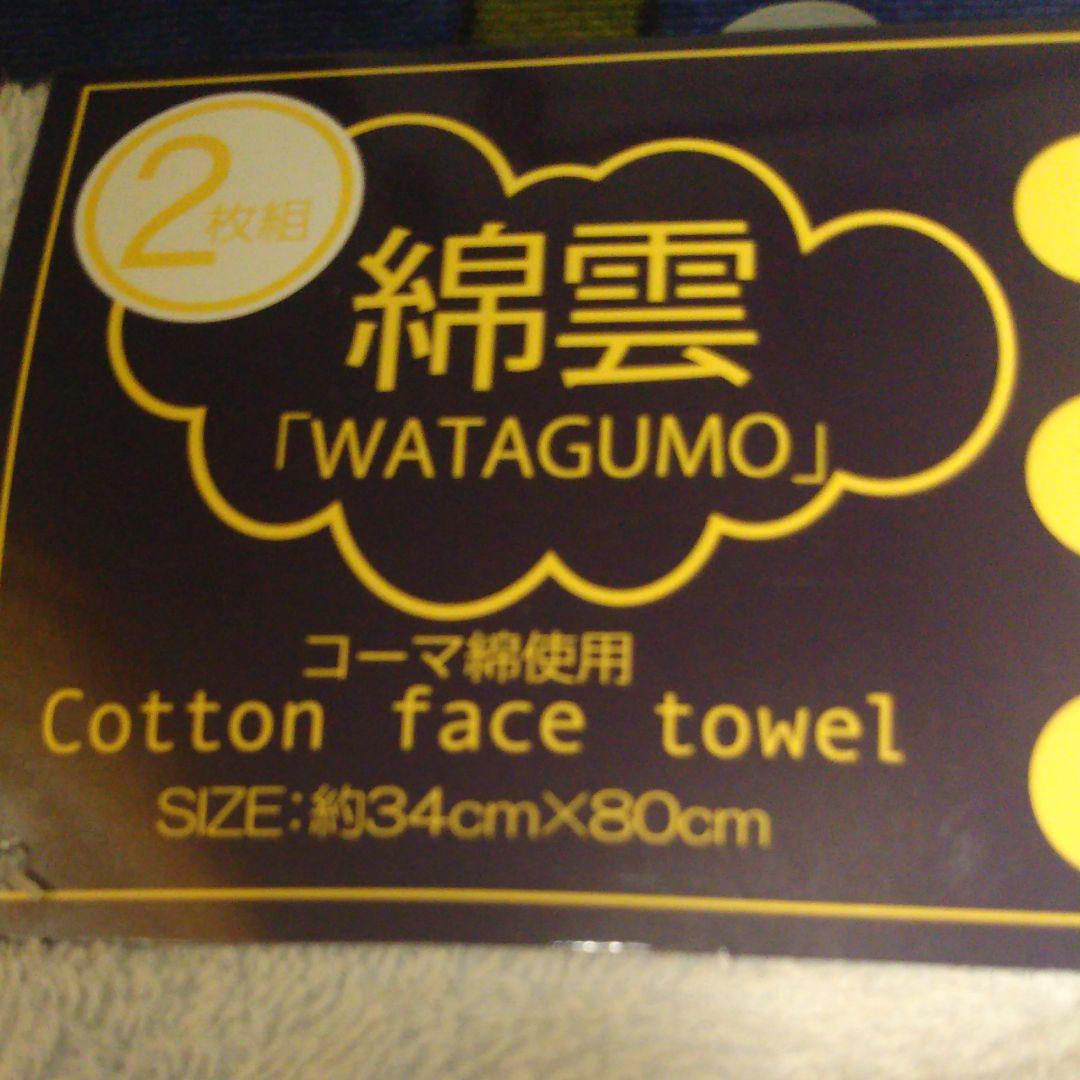 2枚組
綿雲
「WATAGUMO」
コーマ綿使用
Cotton face towel
SIZE:約34cm×80cm